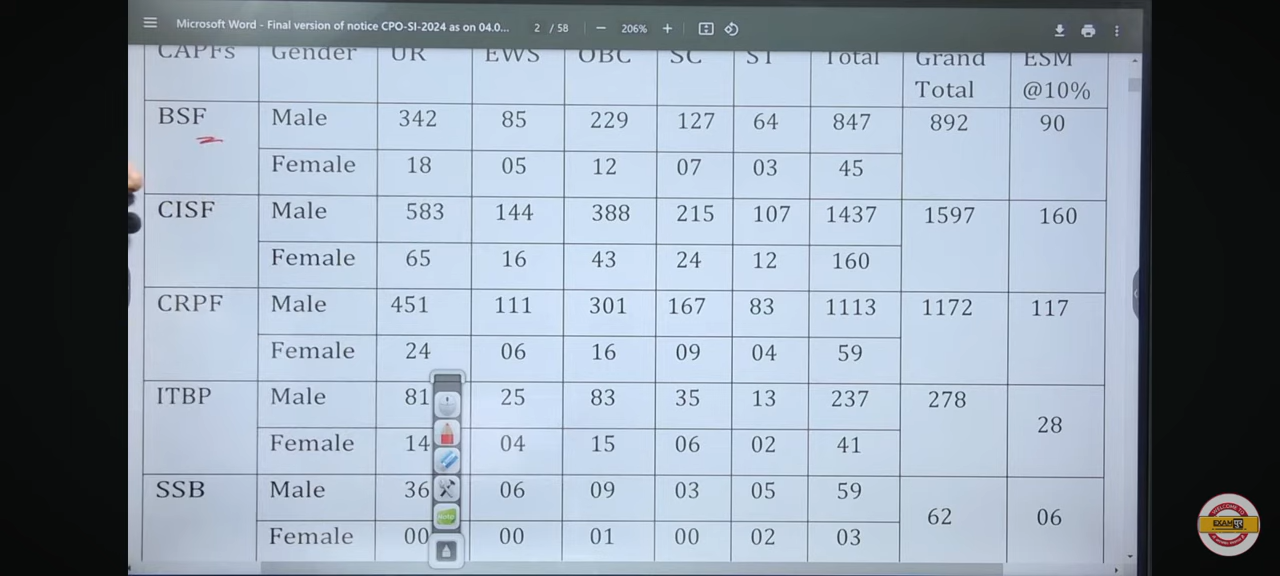 Microsoft Word - Final version of notice CPO-SI-2024 as on 04.0... 2 / 58 206%
CAPFs Gender UR EWS OBC SC ST Total Grand Total ESM @10%
BSF Male 342 85 229 127 64 847 892 90
Female 18 05 12 07 03 45
CISF Male 583 144 388 215 107 1437 1597 160
Female 65 16 43 24 12 160
CRPF Male 451 111 301 167 83 1113 1172 117
Female 24 06 16 09 04 59
ITBP Male 81 25 83 35 13 237 278 28
Female 14 04 15 06 02 41
SSB Male 36 06 09 03 05 59 62 06
Female 00 00 01 00 02 03
WELCOME TO
EXAM पुर